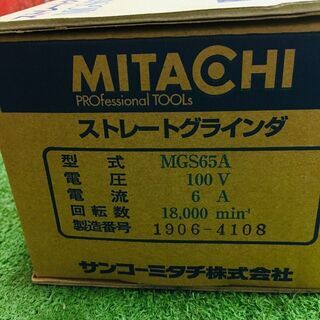 MITACHI
PROfessional TOOLs
ストレートグラインダ
型式 MGS65A
電圧 100V
電流 6A
回転数 18,000 min⁻¹
製造番号 1906-4108
サンコーミタチ株式会社